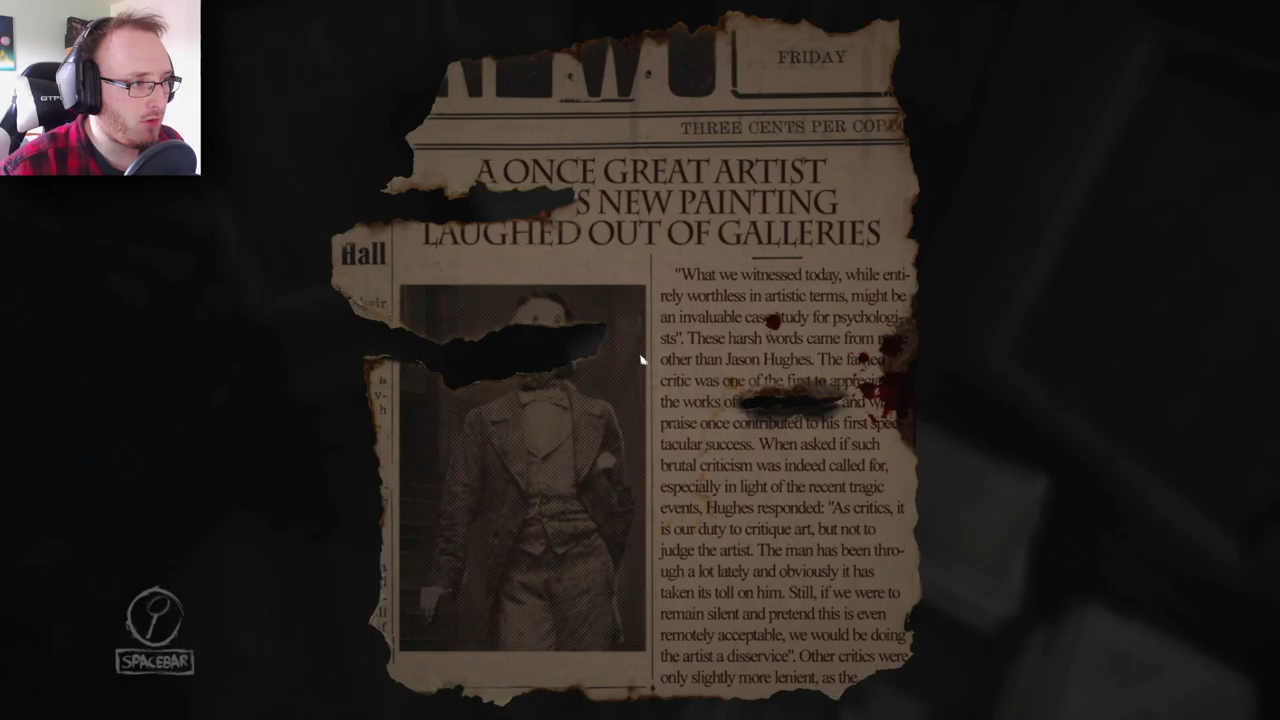 FRIDAY
THREE CENTS PER COPY
A ONCE GREAT ARTIST
'S NEW PAINTING
LAUGHED OUT OF GALLERIES
Hall
"What we witnessed today, while enti-
rely worthless in artistic terms, might be
an invaluable case study for psychologi-
sts". These harsh words came from none
other than Jason Hughes. The famed
critic was one of the first to apprecia
the works of and w
praise once contributed to his first spec-
tacular success. When asked if such
brutal criticism was indeed called for,
especially in light of the recent tragic
events, Hughes responded: "As critics, it
is our duty to critique art, but not to
judge the artist. The man has been thro-
ugh a lot lately and obviously it has
taken its toll on him. Still, if we were to
remain silent and pretend this is even
remotely acceptable, we would be doing
the artist a disservice". Other critics were
only slightly more lenient, as the
SPACEBAR